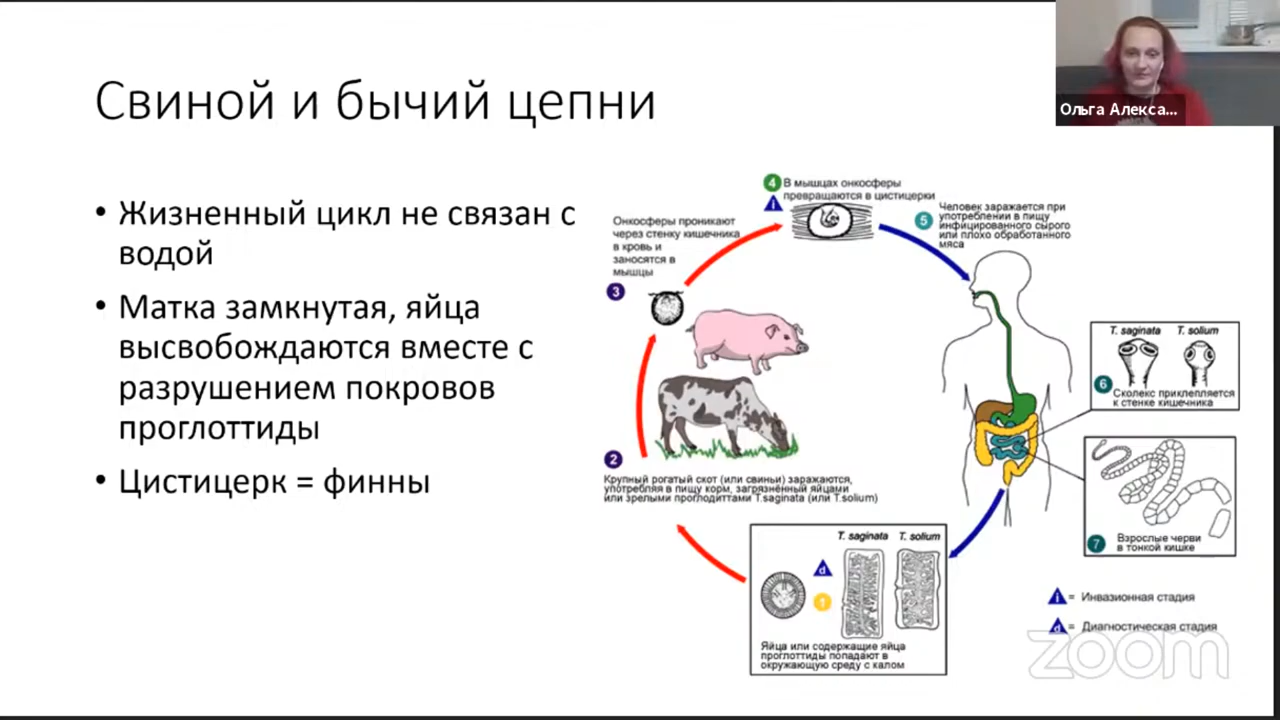 Свиной и бычий цепни
Ольга Алекса...
• Жизненный цикл не связан с
водой
• Матка замкнутая, яйца
высвобождаются вместе с
разрушением покровов
проглоттиды
• Цистицерк = финны
4 В мышцах онкосферы
превращаются в цистицерки
i
5 Человек заражается при
употреблении в пищу
инфицированного сырого
или плохо обработанного
мяса
Онкосферы проникают
через стенку кишечника
в кровь и
заносятся в
мышцы
3
T. saginata T. solium
6 Сколекс приклепляется
к стенке кишечника
2
Крупный рогатый скот (или свиньи) заражаются,
употребляя в пищу корм, загрязнённый яйцами
или зрелыми проглодиттами T.saginata (или T.solium)
7 Взрослые черви
в тонкой кишке
T. saginata T. solium
d
1
Яйца или содержащие яйца
проглоттиды попадают в
окружающую среду с калом
i = Инвазионная стадия
d = Диагностическая стадия
zoom